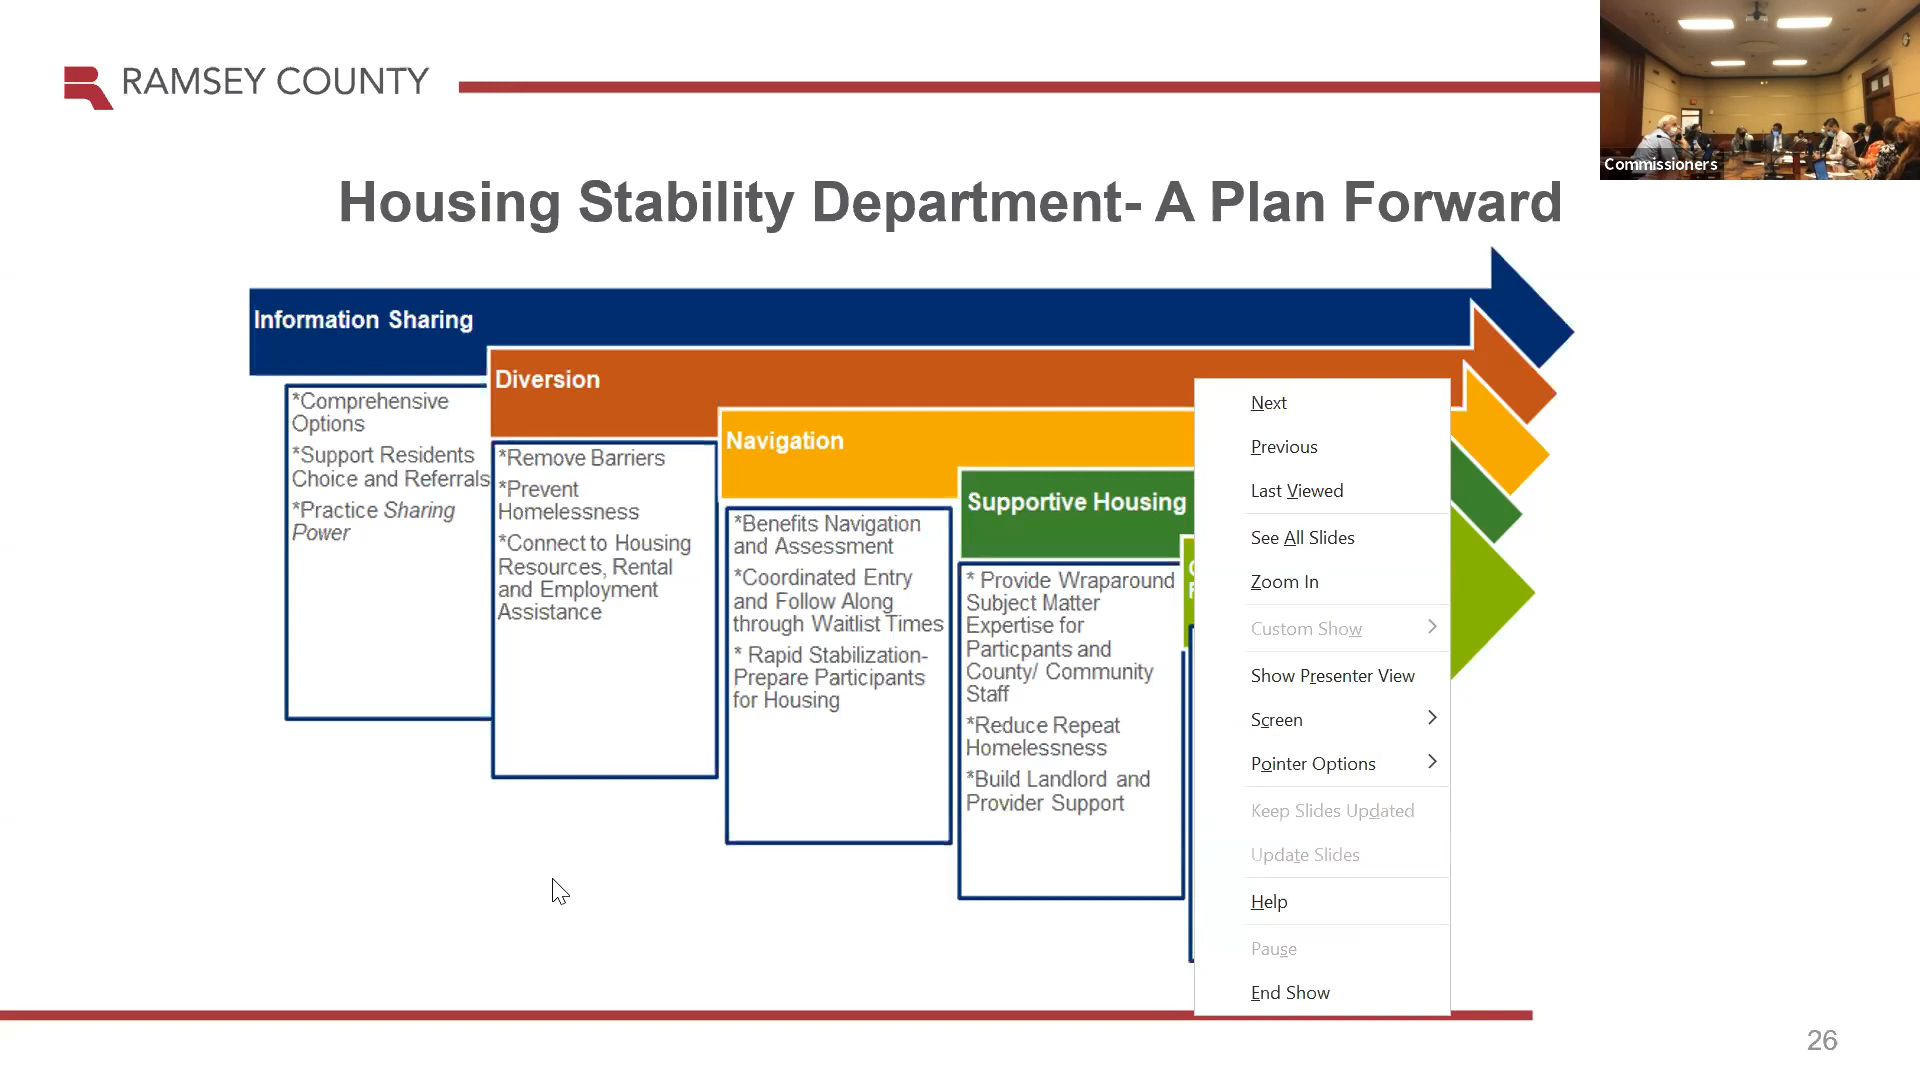 RAMSEY COUNTY
Commissioners
Housing Stability Department- A Plan Forward
Information Sharing
*Comprehensive
Options
*Support Residents
Choice and Referrals
*Practice Sharing
Power
Diversion
*Remove Barriers
*Prevent
Homelessness
*Connect to Housing
Resources, Rental
and Employment
Assistance
Navigation
*Benefits Navigation
and Assessment
*Coordinated Entry
and Follow Along
through Waitlist Times
* Rapid Stabilization-
Prepare Participants
for Housing
Supportive Housing
* Provide Wraparound
Subject Matter
Expertise for
Particpants and
County/ Community
Staff
*Reduce Repeat
Homelessness
*Build Landlord and
Provider Support
Next
Previous
Last Viewed
See All Slides
Zoom In
Custom Show
Show Presenter View
Screen
Pointer Options
Keep Slides Updated
Update Slides
Help
Pause
End Show
26